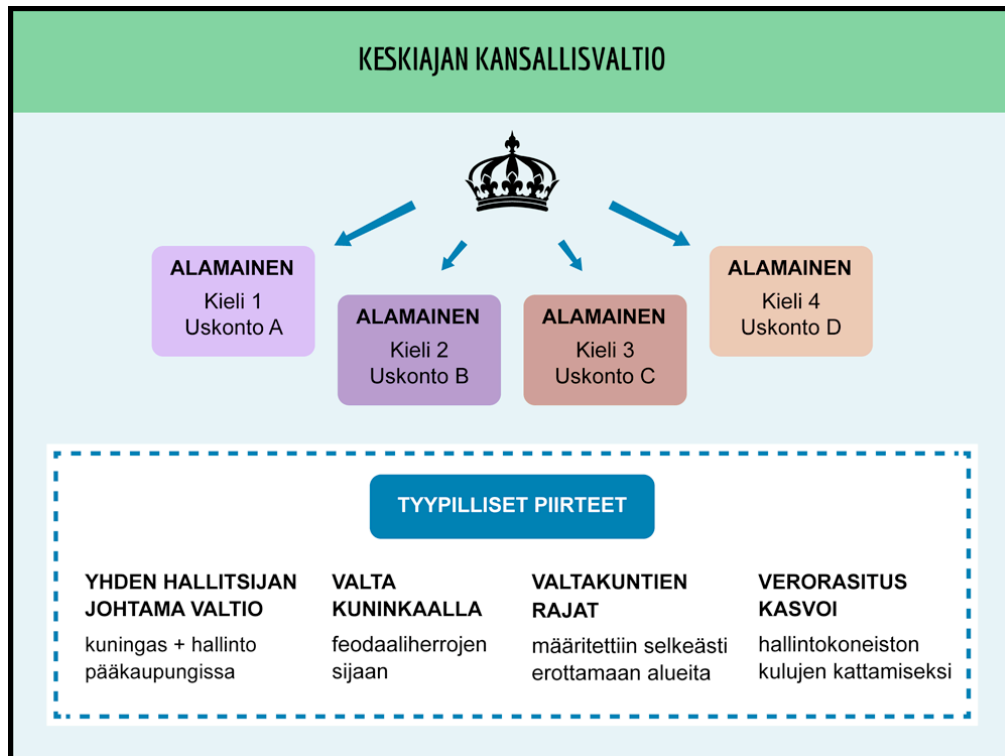 KESKIAJAN KANSALLISVALTIO
ALAMAINEN
Kieli 1
Uskonto A
ALAMAINEN
Kieli 2
Uskonto B
ALAMAINEN
Kieli 3
Uskonto C
ALAMAINEN
Kieli 4
Uskonto D
TYYPILLISET PIIRTEET
YHDEN HALLITSIJAN
JOHTAMA VALTIO
kuningas + hallinto
pääkaupungissa
VALTA
KUNINKAALLA
feodaaliherrojen
sijaan
VALTAKUNTIEN
RAJAT
määritettiin selkeästi
erottamaan alueita
VERORASITUS
KASVOI
hallintokoneiston
kulujen kattamiseksi